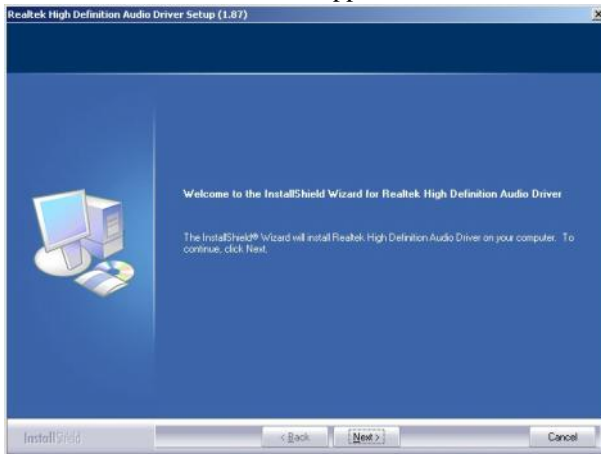 Realtek High Definition Audio Driver Setup (1.87)
Welcome to the InstallShield Wizard for Realtek High Definition Audio Driver
The InstallShield® Wizard will install Realtek High Definition Audio Driver on your computer. To
continue, click Next.
InstallShield
< Back
Next >
Cancel